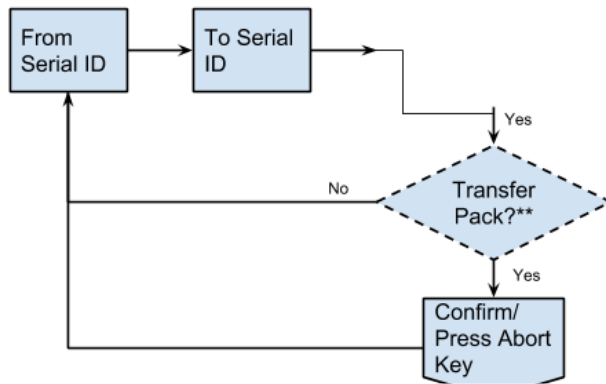 From
Serial ID
To Serial
ID
Yes
No
Transfer
Pack?**
Yes
Confirm/
Press Abort
Key